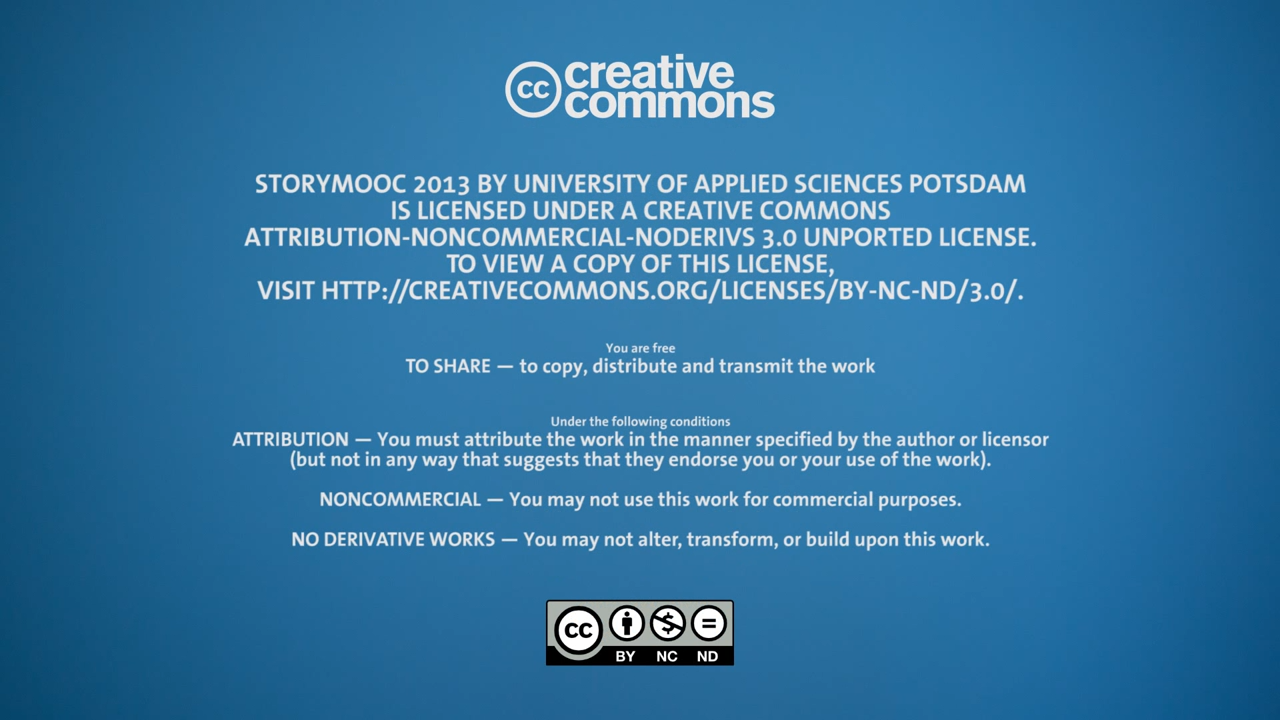 cc creative
commons
STORYMOOC 2013 BY UNIVERSITY OF APPLIED SCIENCES POTSDAM
IS LICENSED UNDER A CREATIVE COMMONS
ATTRIBUTION-NONCOMMERCIAL-NODERIVS 3.0 UNPORTED LICENSE.
TO VIEW A COPY OF THIS LICENSE,
VISIT HTTP://CREATIVECOMMONS.ORG/LICENSES/BY-NC-ND/3.0/.
You are free
TO SHARE — to copy, distribute and transmit the work
Under the following conditions
ATTRIBUTION — You must attribute the work in the manner specified by the author or licensor
(but not in any way that suggests that they endorse you or your use of the work).
NONCOMMERCIAL — You may not use this work for commercial purposes.
NO DERIVATIVE WORKS — You may not alter, transform, or build upon this work.
cc $ =
BY NC ND